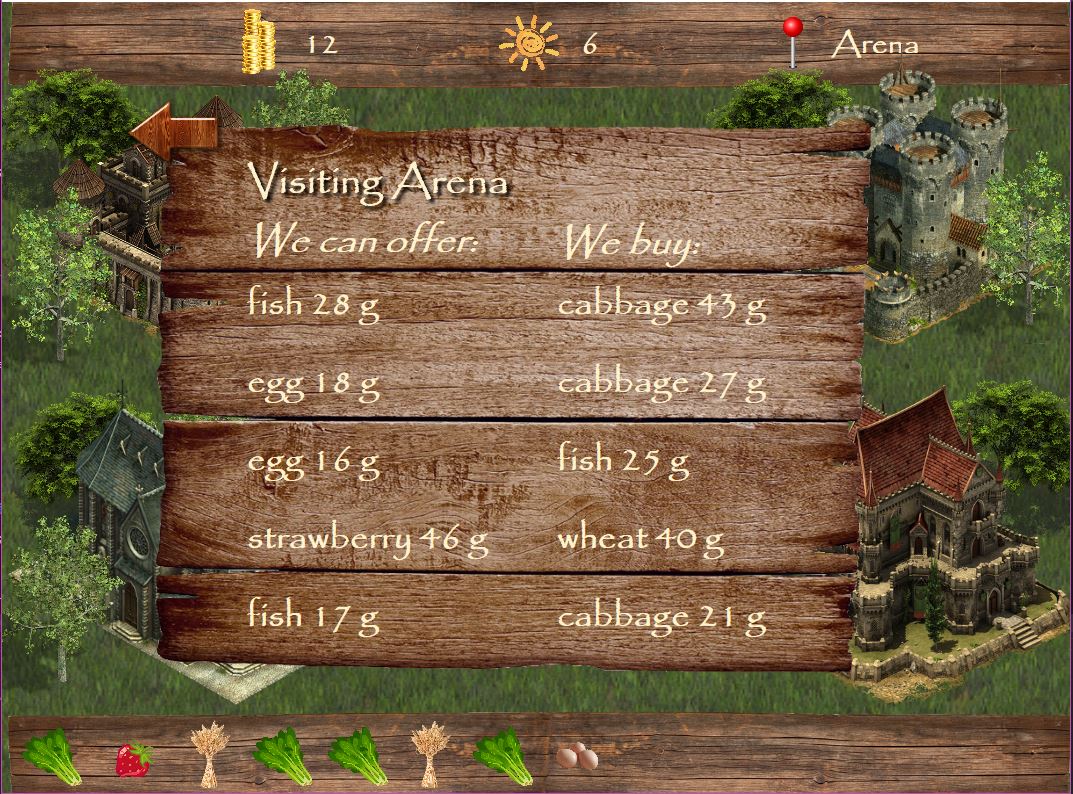 12 6 Arena
Visiting Arena
We can offer: We buy:
fish 28 g cabbage 43 g
egg 18 g cabbage 27 g
egg 16 g fish 25 g
strawberry 46 g wheat 40 g
fish 17 g cabbage 21 g